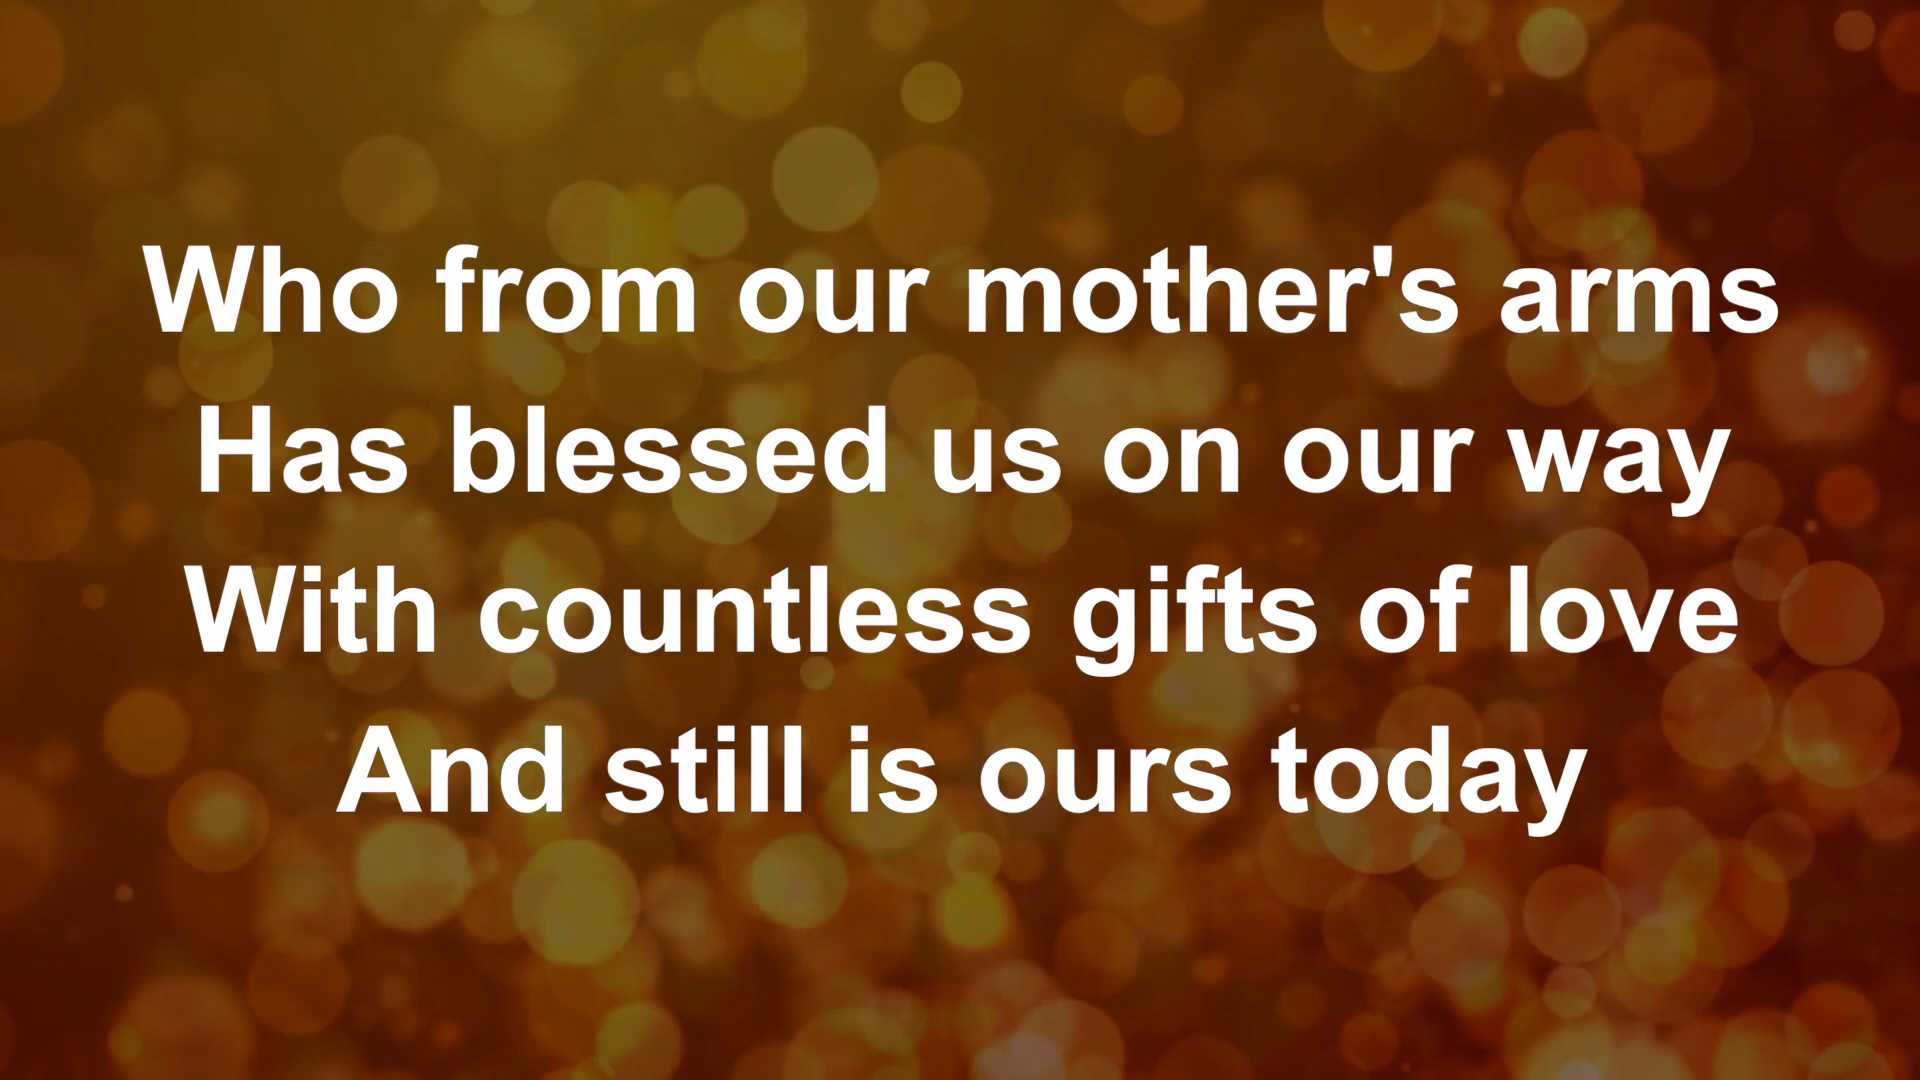 Who from our mother's arms
Has blessed us on our way
With countless gifts of love
And still is ours today